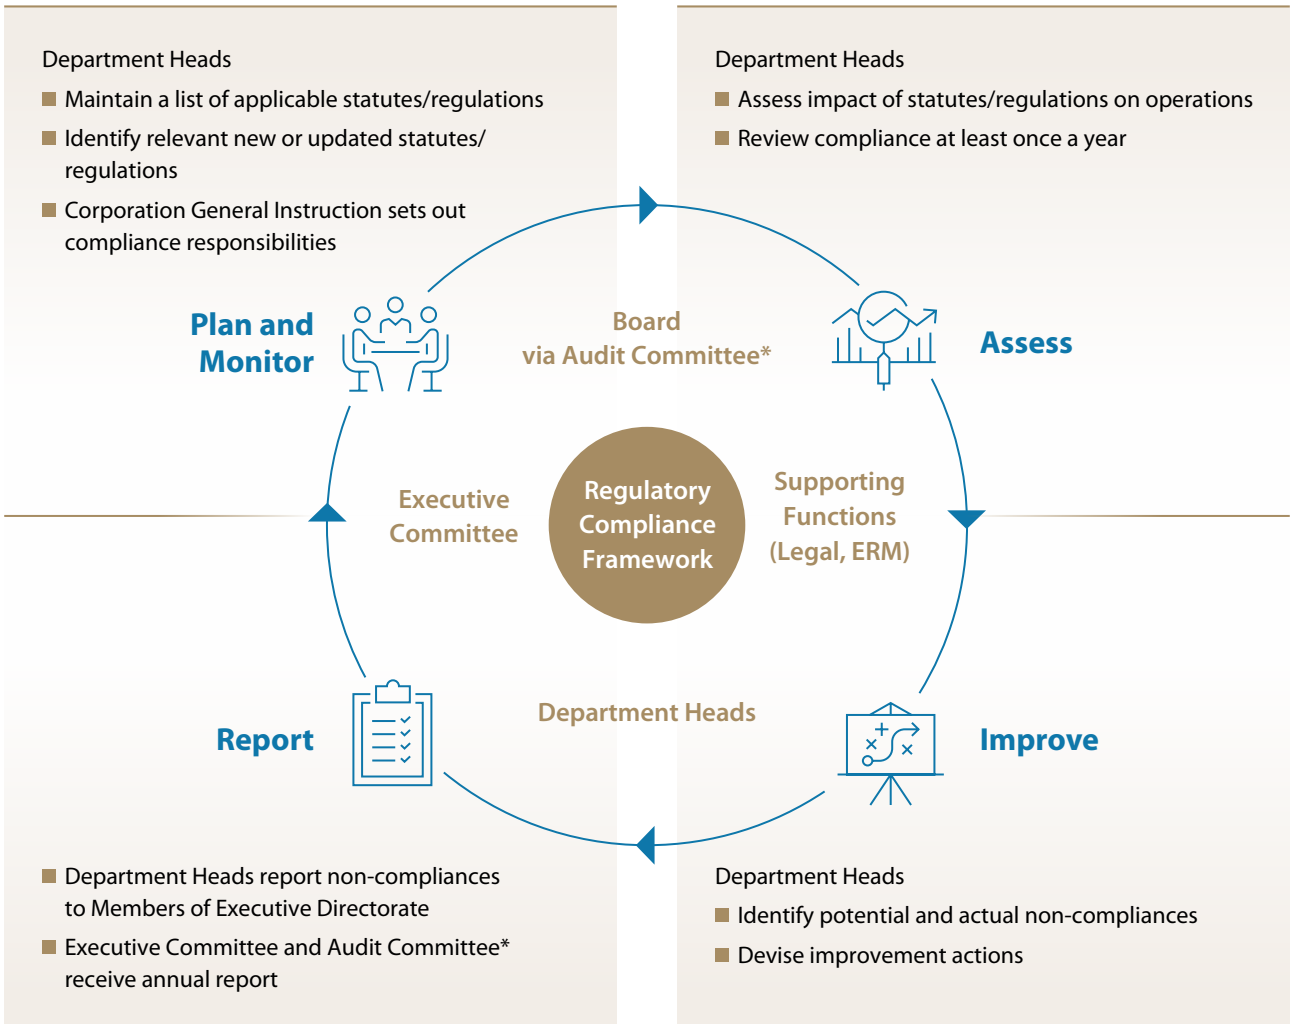 Department Heads
■ Maintain a list of applicable statutes/regulations
■ Identify relevant new or updated statutes/
regulations
■ Corporation General Instruction sets out
compliance responsibilities
Department Heads
■ Assess impact of statutes/regulations on operations
■ Review compliance at least once a year
Plan and
Monitor
Board
via Audit Committee*
Assess
Executive
Committee
Regulatory
Compliance
Framework
Supporting
Functions
(Legal, ERM)
Report
Department Heads
Improve
■ Department Heads report non-compliances
to Members of Executive Directorate
■ Executive Committee and Audit Committee*
receive annual report
Department Heads
■ Identify potential and actual non-compliances
■ Devise improvement actions